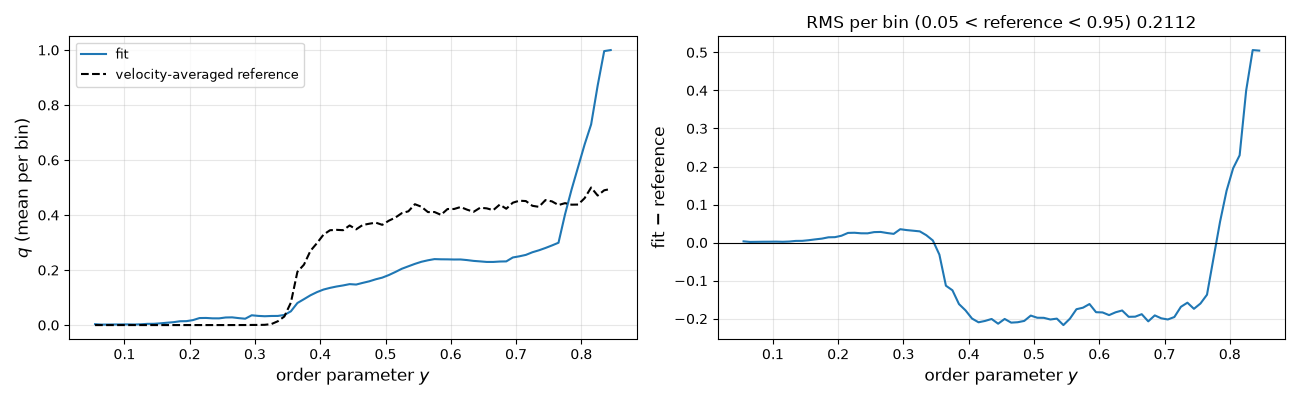 fit
velocity-averaged reference
1.0
0.8
0.6
0.4
0.2
0.0
q (mean per bin)
0.1 0.2 0.3 0.4 0.5 0.6 0.7 0.8
order parameter y
RMS per bin (0.05 < reference < 0.95) 0.2112
0.5
0.4
0.3
0.2
0.1
0.0
−0.1
−0.2
fit − reference
0.1 0.2 0.3 0.4 0.5 0.6 0.7 0.8
order parameter y